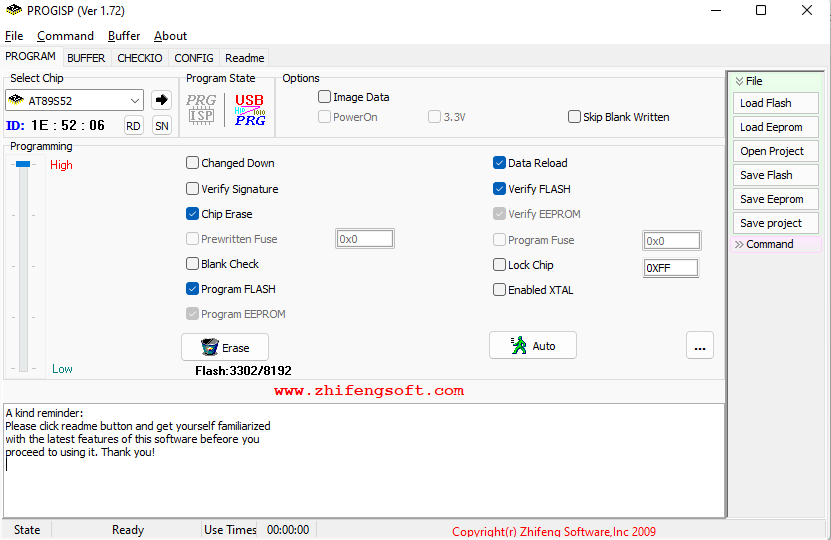 PROGISP (Ver 1.72)
File Command Buffer About
PROGRAM BUFFER CHECKIO CONFIG Readme
Select Chip
AT89S52
ID: 1E : 52 : 06 RD SN
Program State
PRG ISP USB 1010 PRG
Options
Image Data
PowerOn 3.3V Skip Blank Written
Programming
High
Low
Changed Down
Verify Signature
Chip Erase
Prewritten Fuse 0x0
Blank Check
Program FLASH
Program EEPROM
Data Reload
Verify FLASH
Verify EEPROM
Program Fuse 0x0
Lock Chip 0XFF
Enabled XTAL
Erase Auto ...
Flash:3302/8192
www.zhifengsoft.com
A kind reminder:
Please click readme button and get yourself familiarized
with the latest features of this software befeore you
proceed to using it. Thank you!
File
Load Flash
Load Eeprom
Open Project
Save Flash
Save Eeprom
Save project
Command
State Ready Use Times 00:00:00 Copyright(r) Zhifeng Software,Inc 2009